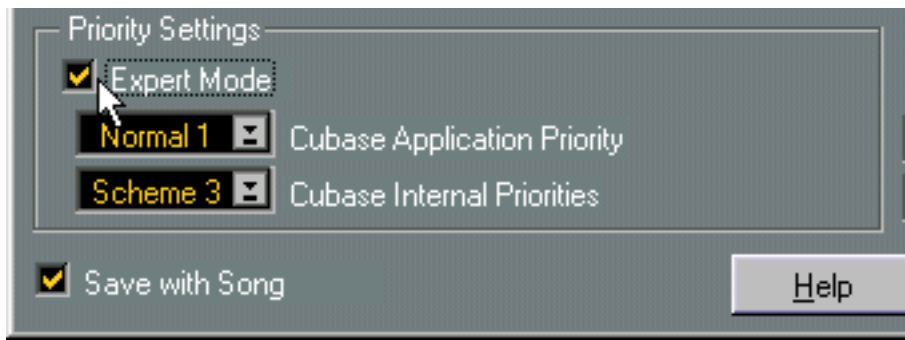 Priority Settings
Expert Mode
Normal 1 Cubase Application Priority
Scheme 3 Cubase Internal Priorities
Save with Song
Help